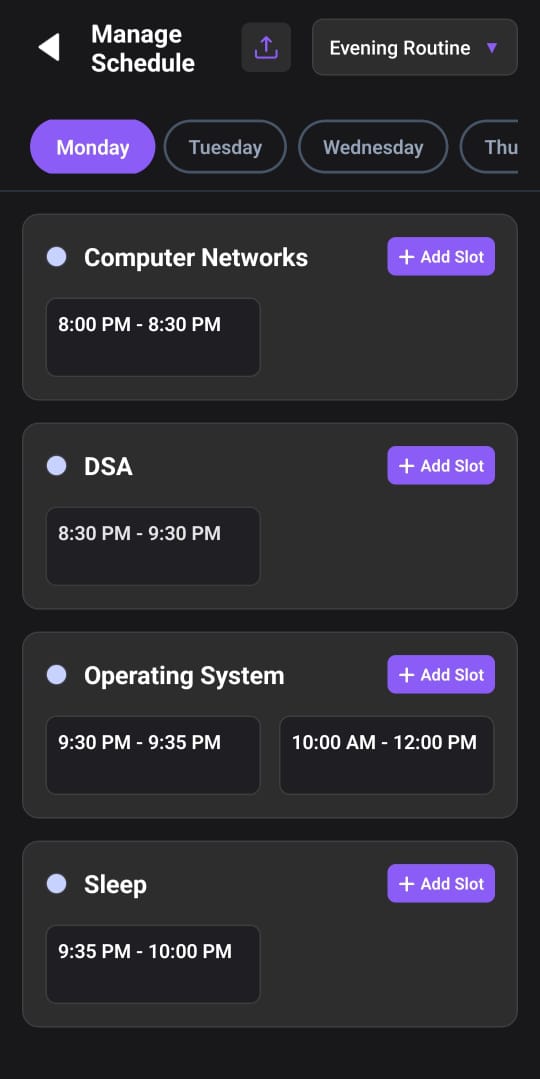 Manage
Schedule
Evening Routine
Monday
Tuesday
Wednesday
Thu
Computer Networks
+ Add Slot
8:00 PM - 8:30 PM
DSA
+ Add Slot
8:30 PM - 9:30 PM
Operating System
+ Add Slot
9:30 PM - 9:35 PM
10:00 AM - 12:00 PM
Sleep
+ Add Slot
9:35 PM - 10:00 PM